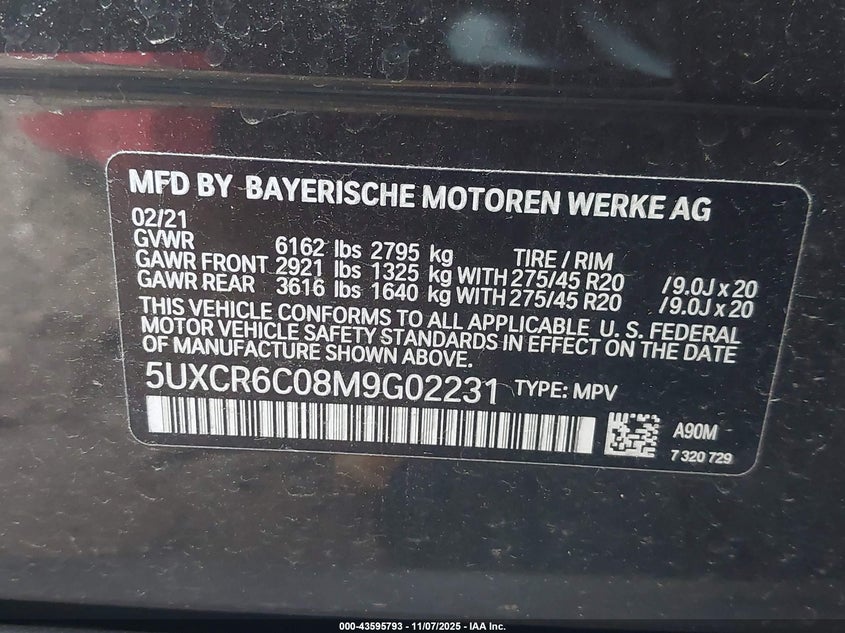 MFD BY BAYERISCHE MOTOREN WERKE AG
02/21
GVWR 6162 lbs 2795 kg TIRE / RIM
GAWR FRONT 2921 lbs 1325 kg WITH 275/45 R20 /9.0J x 20
GAWR REAR 3616 lbs 1640 kg WITH 275/45 R20 /9.0J x 20
THIS VEHICLE CONFORMS TO ALL APPLICABLE U. S. FEDERAL
MOTOR VEHICLE SAFETY STANDARDS IN EFFECT ON THE DATE
OF MANUFACTURE SHOWN ABOVE.
5UXCR6C08M9G02231 TYPE: MPV
A90M
7 320 729
000-43595793 - 11/07/2025 - IAA Inc.